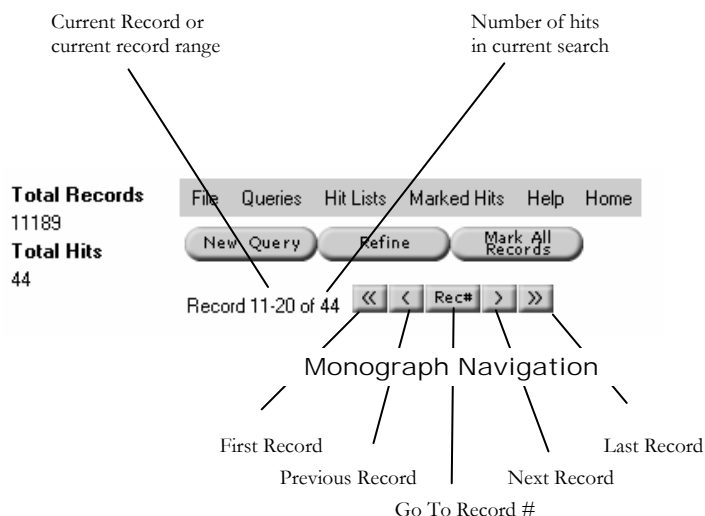 Current Record or
current record range
Number of hits
in current search
Total Records
11189
Total Hits
44
File Queries Hit Lists Marked Hits Help Home
New Query Refine Mark All
Records
Record 11-20 of 44 << < Rec# > >>
Monograph Navigation
First Record
Last Record
Previous Record
Next Record
Go To Record #